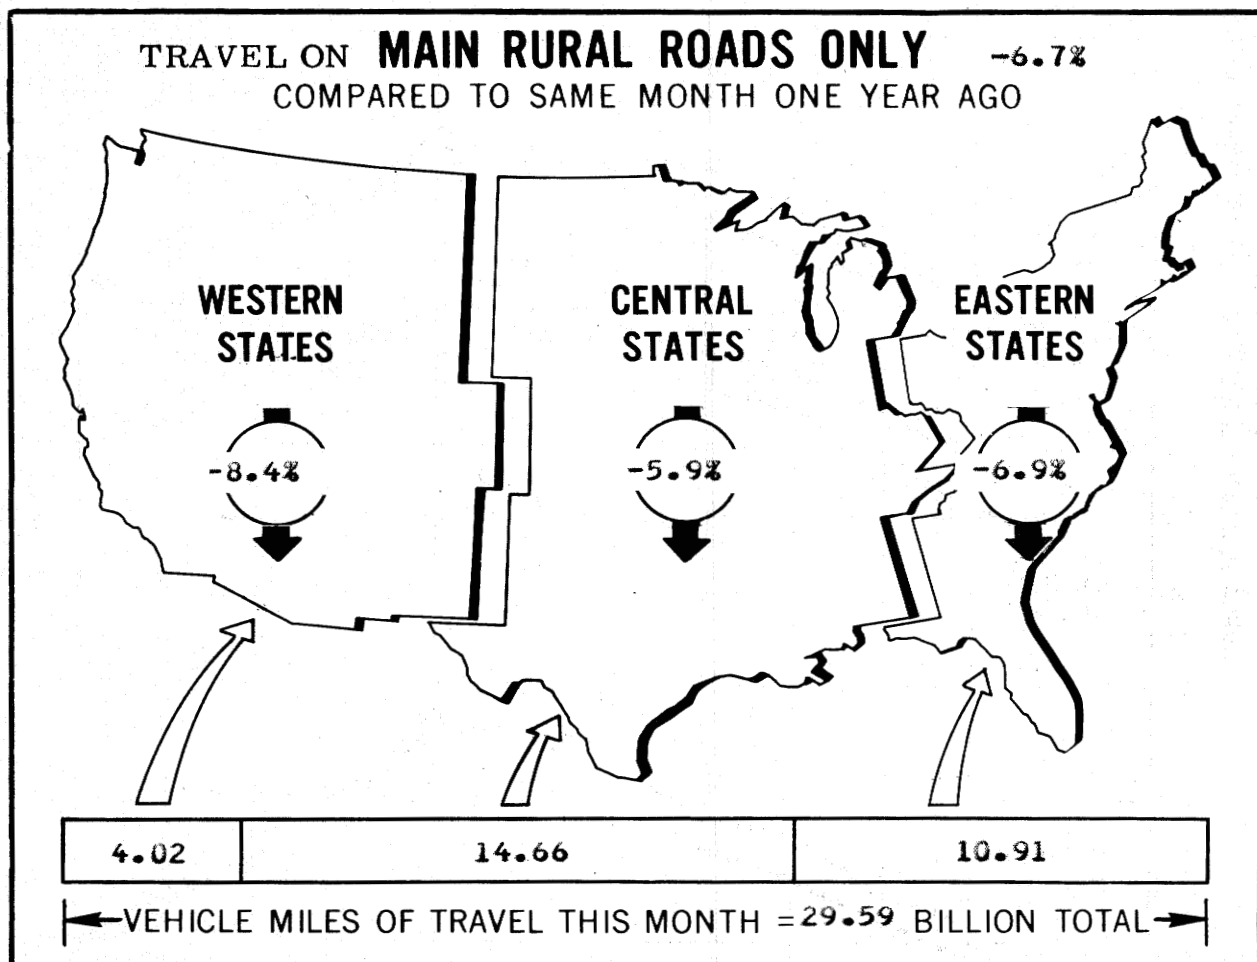 TRAVEL ON MAIN RURAL ROADS ONLY -6.7%
COMPARED TO SAME MONTH ONE YEAR AGO
WESTERN
STATES
-8.4%
CENTRAL
STATES
-5.9%
EASTERN
STATES
-6.9%
4.02 14.66 10.91
VEHICLE MILES OF TRAVEL THIS MONTH = 29.59 BILLION TOTAL